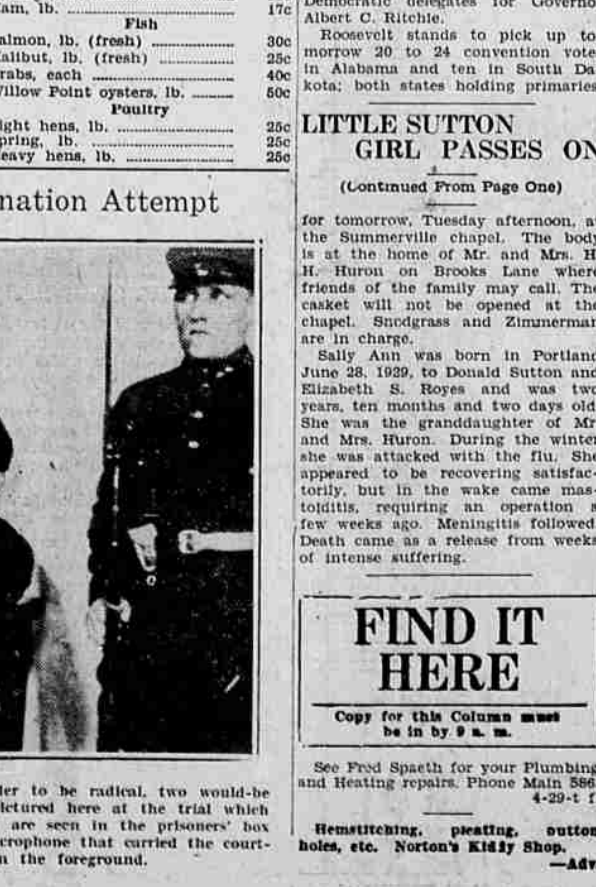 am, lb. 17c
Fish
almon, lb. (fresh) 30c
alibut, lb. (fresh) 25c
rabs, each 40c
illow Point oysters, lb. 50c
Poultry
ight hens, lb. 25c
pring, lb. 25c
eavy hens, lb. 25c
nation Attempt
ler to be radical, two would-be
ictured here at the trial which
are seen in the prisoners' box
crophone that carried the court-
n the foreground.
Democratic delegates for Governo
Albert C. Ritchie.
Roosevelt stands to pick up to-
morrow 20 to 24 convention vote
in Alabama and ten in South Da
kota; both states holding primaries
LITTLE SUTTON
GIRL PASSES ON
(Continued From Page One)
for tomorrow, Tuesday afternoon, a
the Summerville chapel. The body
is at the home of Mr. and Mrs. H
H. Huron on Brooks Lane where
friends of the family may call. The
casket will not be opened at the
chapel. Snodgrass and Zimmerman
are in charge.
Sally Ann was born in Portland
June 28, 1929, to Donald Sutton and
Elizabeth S. Royes and was two
years, ten months and two days old
She was the granddaughter of Mr
and Mrs. Huron. During the winter
she was attacked with the flu. She
appeared to be recovering satisfac-
torily, but in the wake came mas-
toiditis, requiring an operation a
few weeks ago. Meningitis followed
Death came as a release from weeks
of intense suffering.
FIND IT
HERE
Copy for this Column must
be in by 9 a. m.
See Fred Spaeth for your Plumbing
and Heating repairs. Phone Main 586
4-29-t f
Hemstitching, pleating, button
holes, etc. Norton's Kiddy Shop.
—Adv